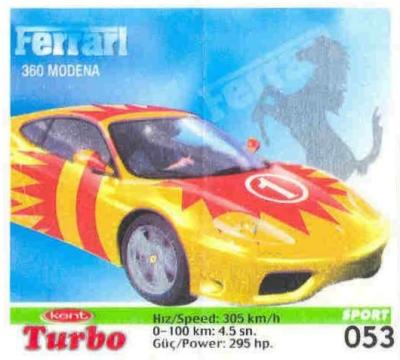 Ferrari
360 MODENA
Ferrari
1
kent
Turbo
Hız/Speed: 305 km/h
0-100 km: 4.5 sn.
Güç/Power: 295 hp.
SPORT
053